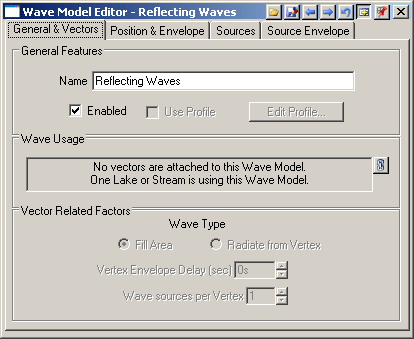 Wave Model Editor - Reflecting Waves
General & Vectors
Position & Envelope
Sources
Source Envelope
General Features
Name Reflecting Waves
Enabled
Use Profile
Edit Profile...
Wave Usage
No vectors are attached to this Wave Model.
One Lake or Stream is using this Wave Model.
Vector Related Factors
Wave Type
Fill Area
Radiate from Vertex
Vertex Envelope Delay (sec) 0s
Wave sources per Vertex 1